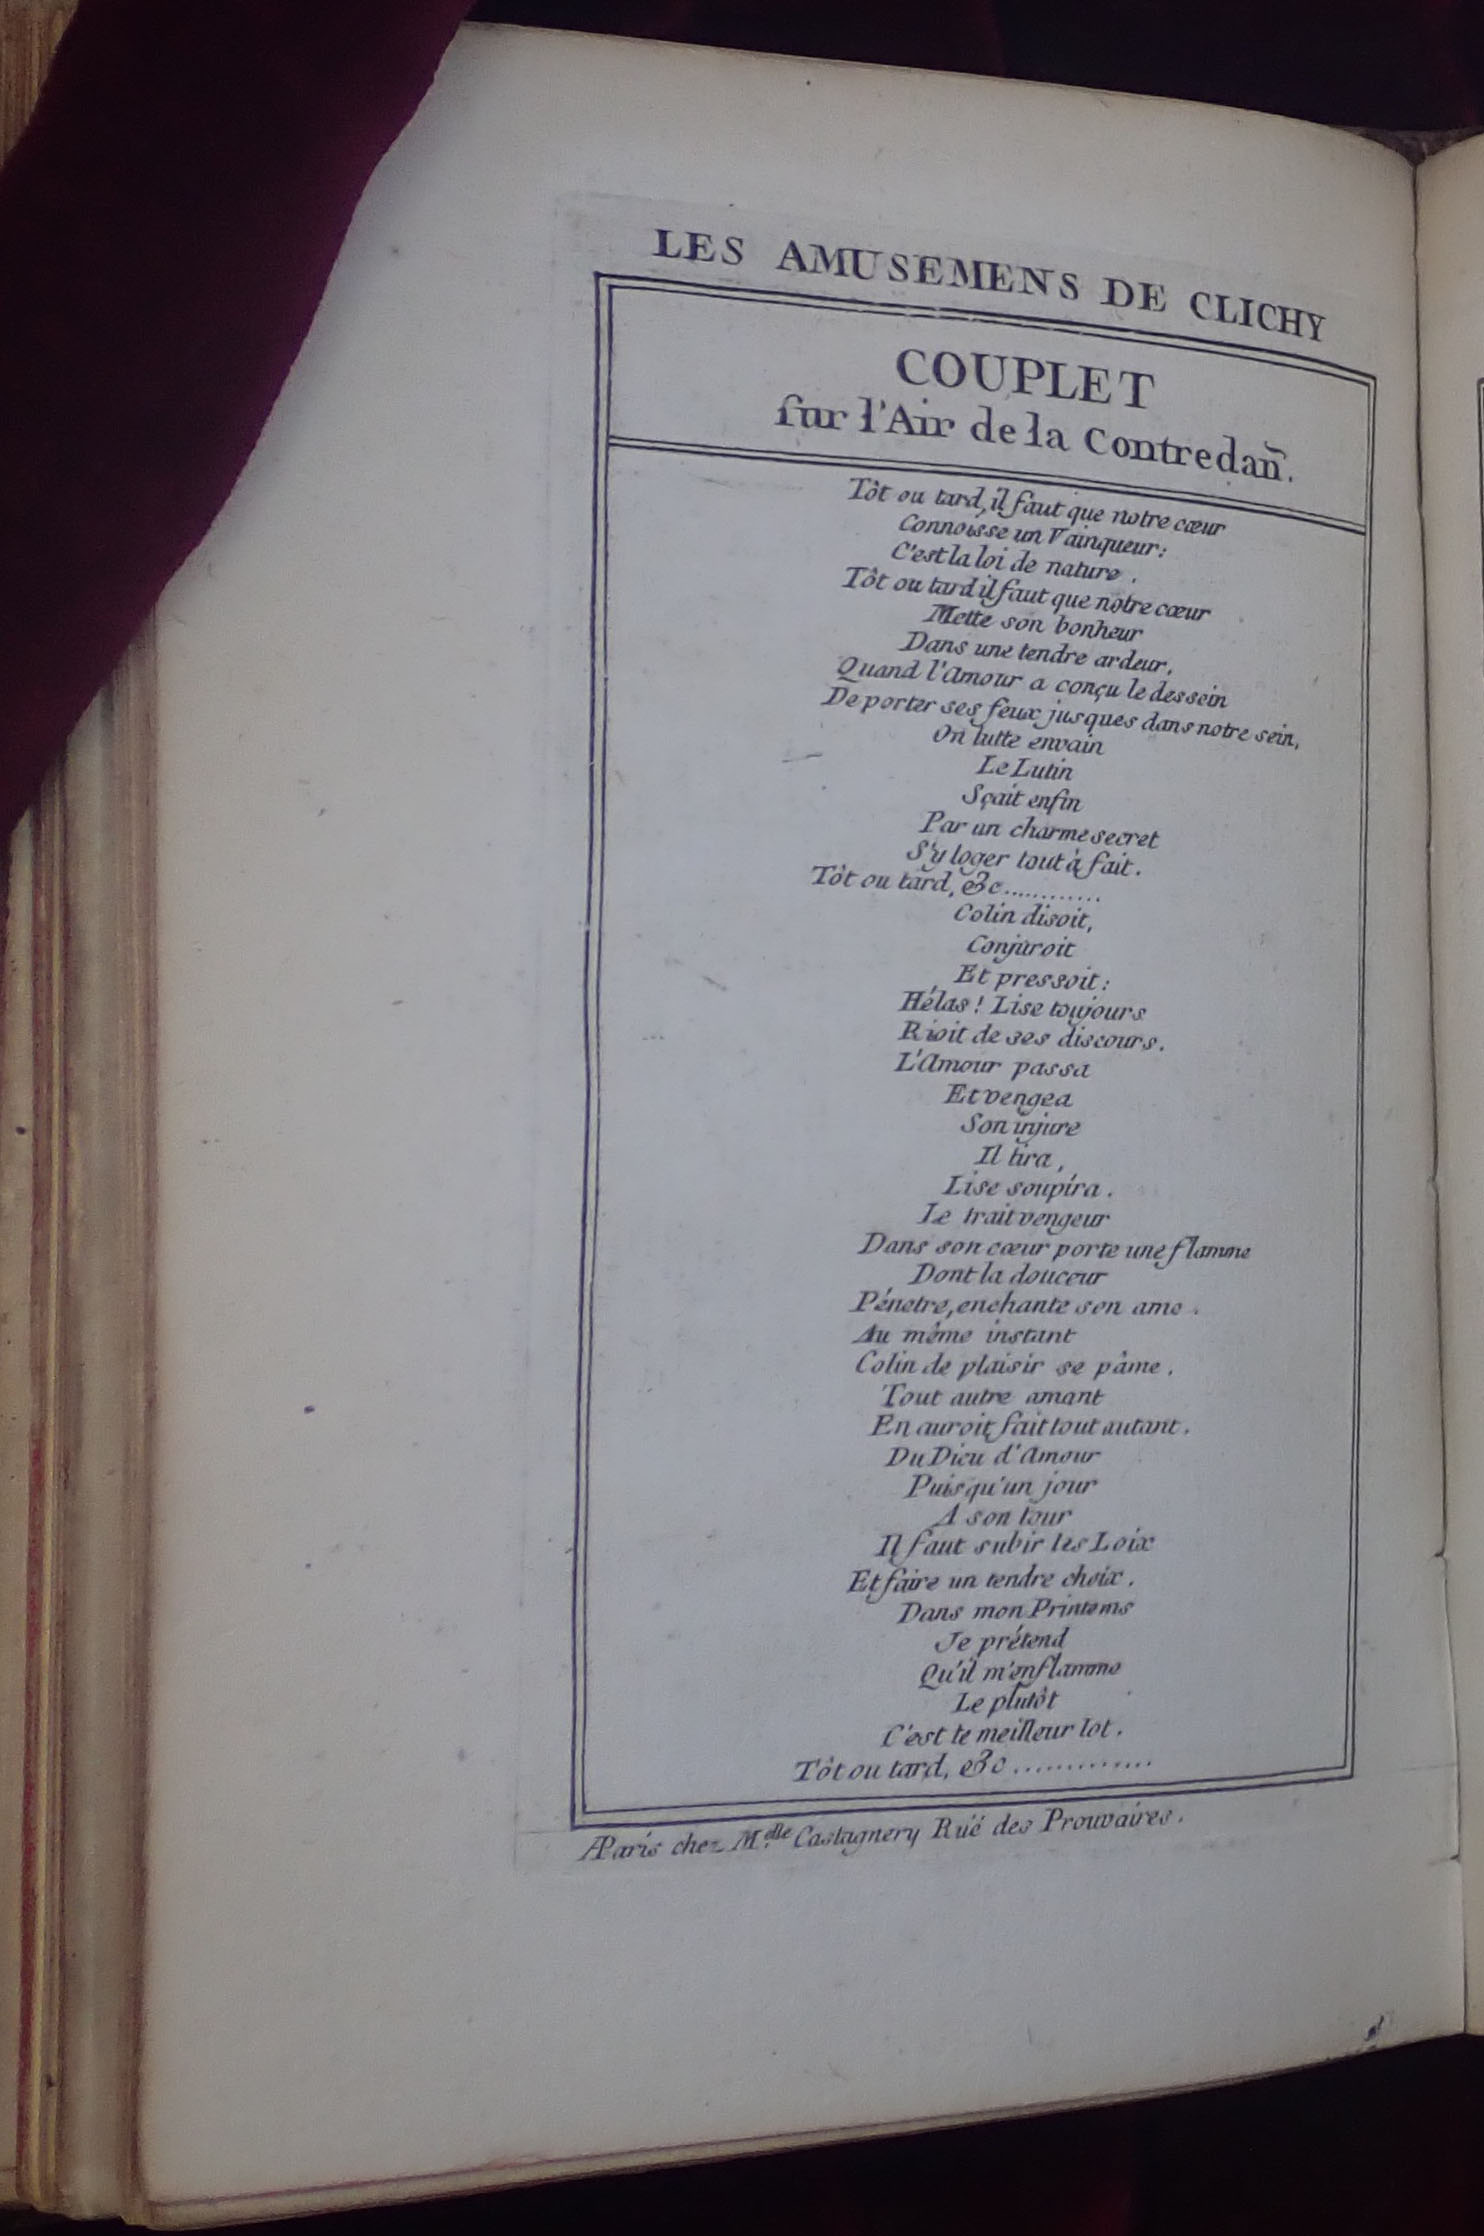 LES AMUSEMENS DE CLICHY
COUPLET
sur l'Air de la Contredañ.
Tôt ou tard, il faut que notre cœur
Connoisse un Vainqueur:
C'est la loi de nature.
Tôt ou tard il faut que notre cœur
Mette son bonheur
Dans une tendre ardeur.
Quand l'Amour a conçu le dessein
De porter ses feux jusques dans notre sein,
On lutte envain
Le Lutin
Sçait enfin
Par un charme secret
S'y loger tout à fait.
Tôt ou tard, &c............
Colin disoit,
Conjuroit
Et pressoit:
Hélas! Lise toujours
Rioit de ses discours.
L'Amour passa
Et vengea
Son injure
Il tira,
Lise soupira.
Le trait vengeur
Dans son cœur porte une flamme
Dont la douceur
Pénetre, enchante son ame.
Au même instant
Colin de plaisir se pâme.
Tout autre amant
En auroit fait tout autant.
Du Dieu d'Amour
Puisqu'un jour
A son tour
Il faut subir les Loix
Et faire un tendre choix.
Dans mon Printems
Je prétend
Qu'il m'enflamme
Le plutôt
C'est le meilleur lot.
Tôt ou tard, &c.............
A Paris chez M.elle Castagnery Ruë des Prouvaires.